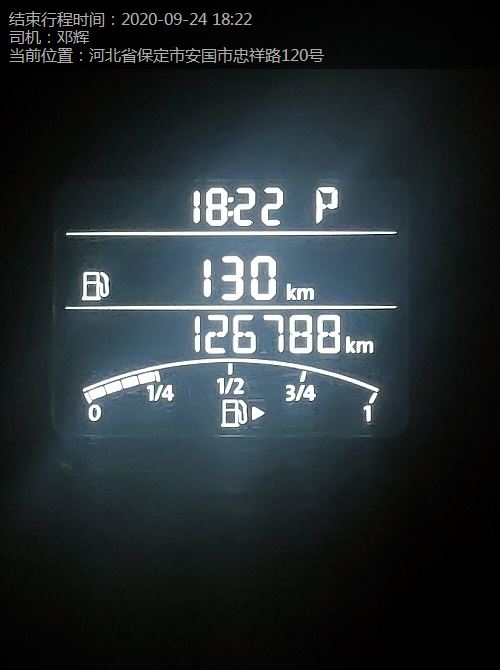 结束行程时间：2020-09-24 18:22
司机：邓辉
当前位置：河北省保定市安国市忠祥路120号
18:22 P
130 km
126788 km
0 1/4 1/2 3/4 1